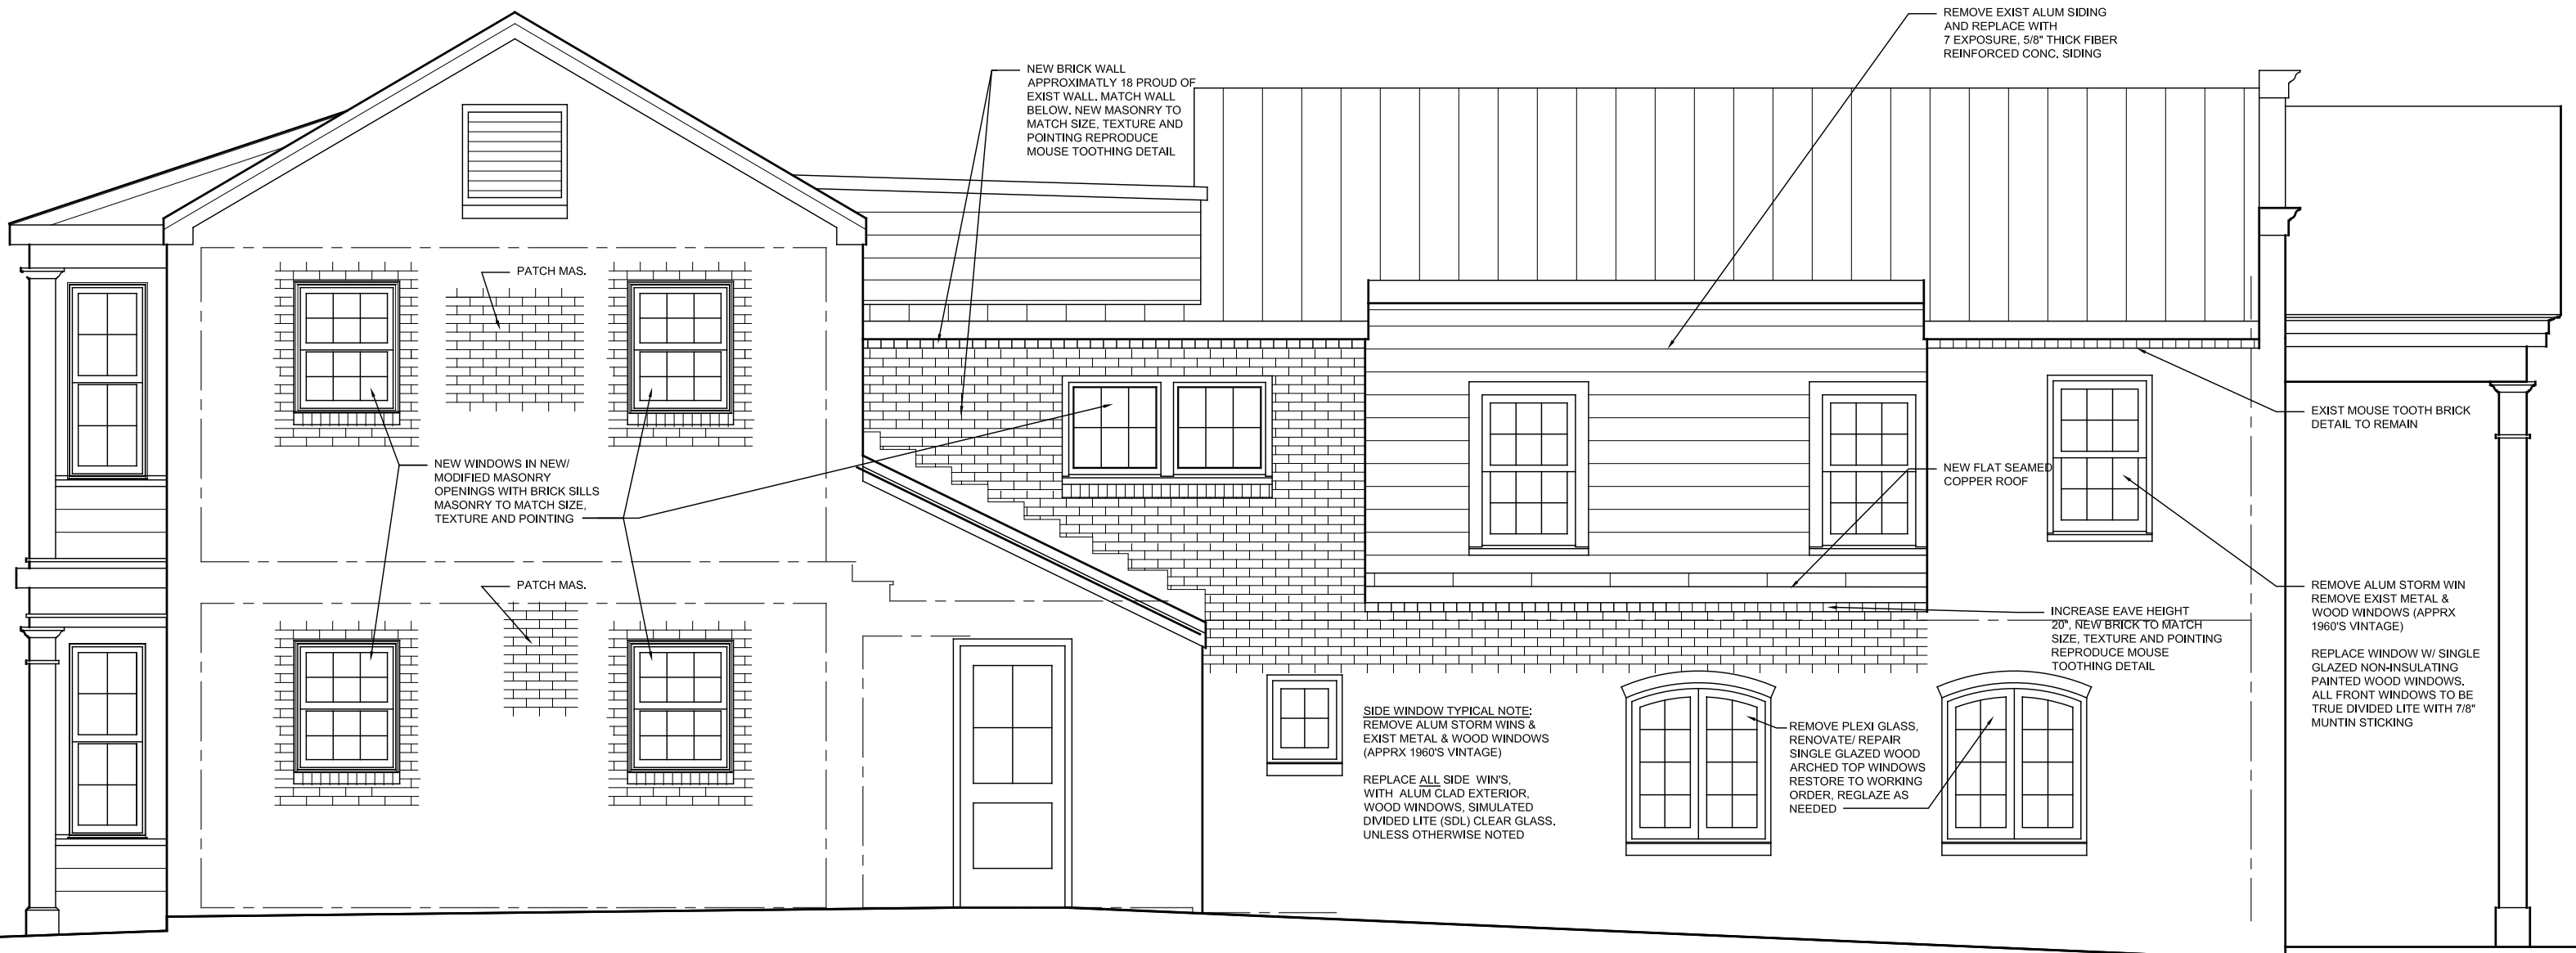 REMOVE EXIST ALUM SIDING
AND REPLACE WITH
7 EXPOSURE, 5/8" THICK FIBER
REINFORCED CONC. SIDING
NEW BRICK WALL
APPROXIMATLY 18 PROUD OF
EXIST WALL. MATCH WALL
BELOW. NEW MASONRY TO
MATCH SIZE, TEXTURE AND
POINTING REPRODUCE
MOUSE TOOTHING DETAIL
PATCH MAS.
EXIST MOUSE TOOTH BRICK
DETAIL TO REMAIN
NEW WINDOWS IN NEW/
MODIFIED MASONRY
OPENINGS WITH BRICK SILLS
MASONRY TO MATCH SIZE,
TEXTURE AND POINTING
NEW FLAT SEAMED
COPPER ROOF
PATCH MAS.
REMOVE ALUM STORM WIN
REMOVE EXIST METAL &
WOOD WINDOWS (APPRX
1960'S VINTAGE)
REPLACE WINDOW W/ SINGLE
GLAZED NON-INSULATING
PAINTED WOOD WINDOWS.
ALL FRONT WINDOWS TO BE
TRUE DIVIDED LITE WITH 7/8"
MUNTIN STICKING
INCREASE EAVE HEIGHT
20", NEW BRICK TO MATCH
SIZE, TEXTURE AND POINTING
REPRODUCE MOUSE
TOOTHING DETAIL
SIDE WINDOW TYPICAL NOTE:
REMOVE ALUM STORM WINS &
EXIST METAL & WOOD WINDOWS
(APPRX 1960'S VINTAGE)
REPLACE ALL SIDE WIN'S,
WITH ALUM CLAD EXTERIOR,
WOOD WINDOWS, SIMULATED
DIVIDED LITE (SDL) CLEAR GLASS.
UNLESS OTHERWISE NOTED
REMOVE PLEXI GLASS,
RENOVATE/ REPAIR
SINGLE GLAZED WOOD
ARCHED TOP WINDOWS
RESTORE TO WORKING
ORDER, REGLAZE AS
NEEDED